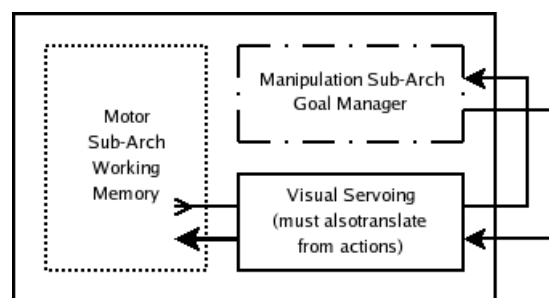 Motor
Sub-Arch
Working
Memory
Manipulation Sub-Arch
Goal Manager
Visual Servoing
(must alsotranslate
from actions)